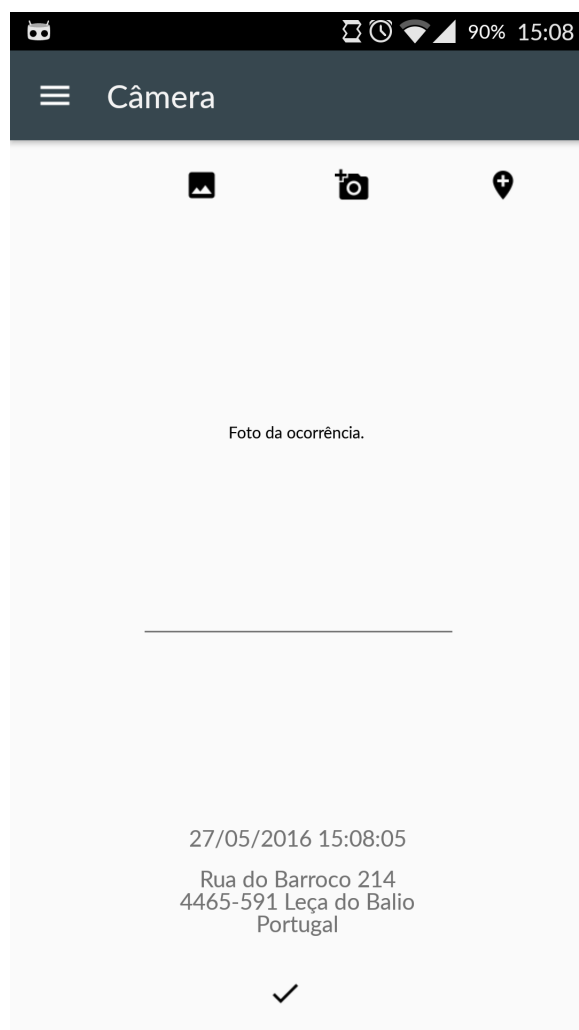 90% 15:08
Câmera
Foto da ocorrência.
27/05/2016 15:08:05
Rua do Barroco 214
4465-591 Leça do Balio
Portugal